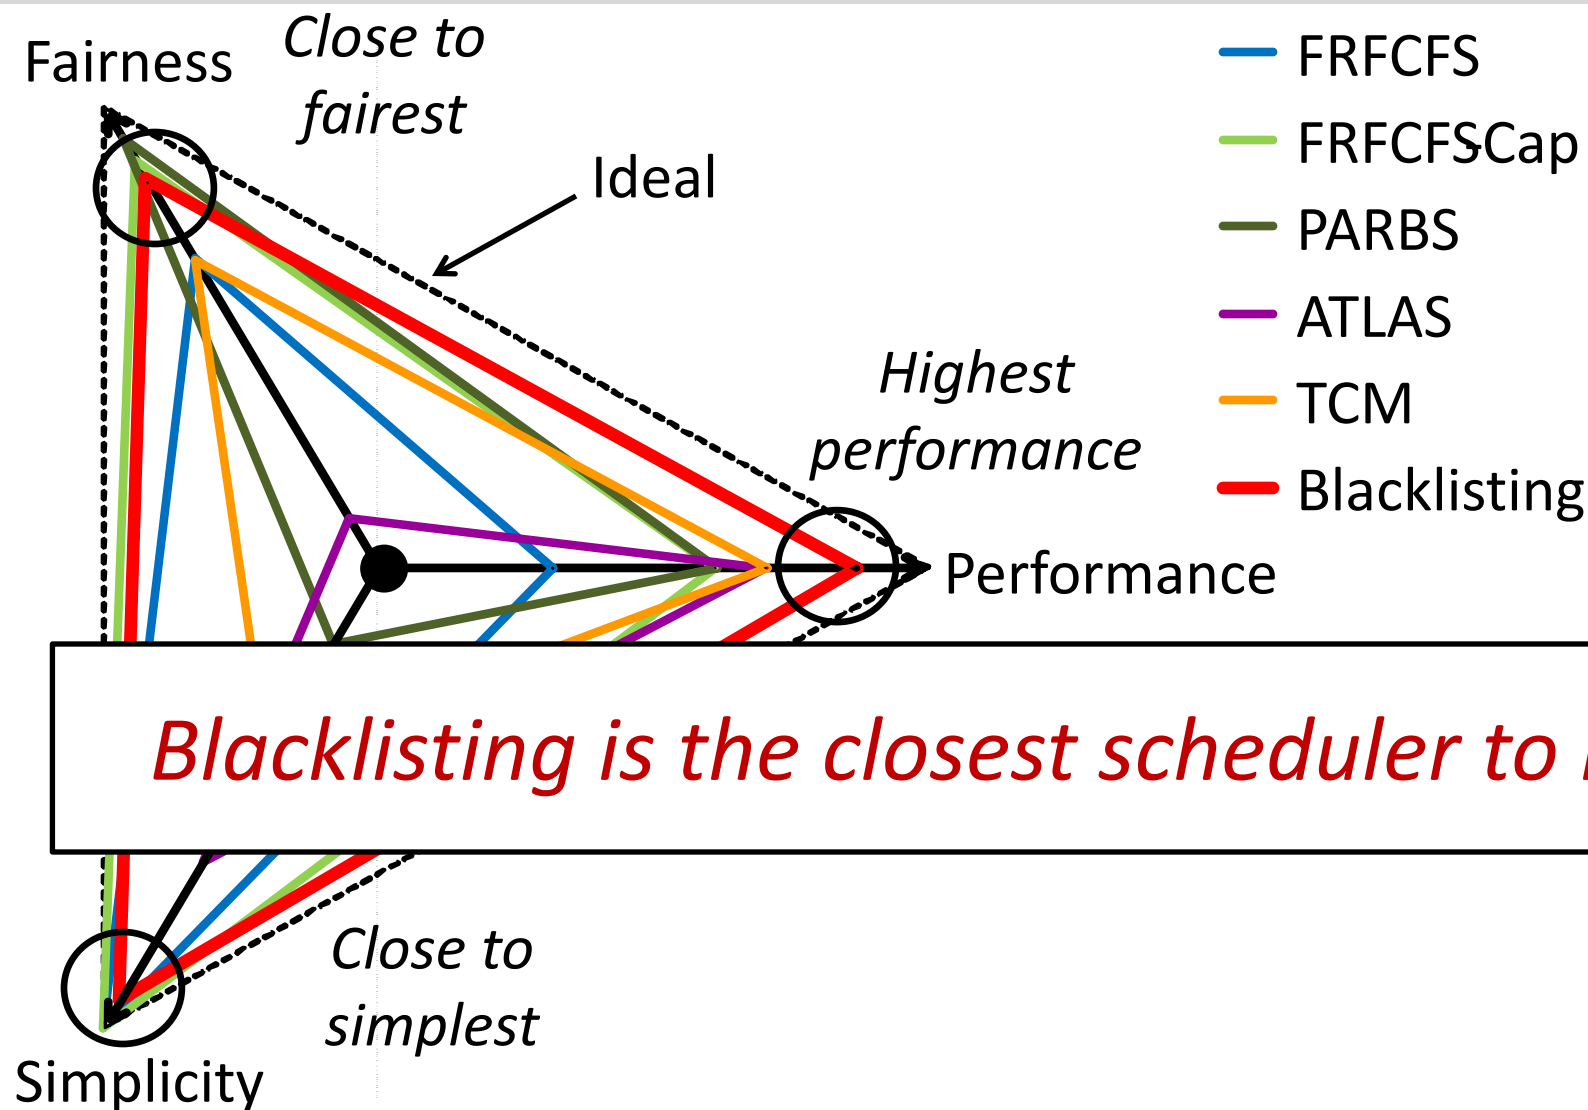 Fairness
Close to
fairest
Ideal
FRFCFS
FRFCFS-Cap
PARBS
ATLAS
TCM
Blacklisting
Highest
performance
Performance
Blacklisting is the closest scheduler to
Close to
simplest
Simplicity